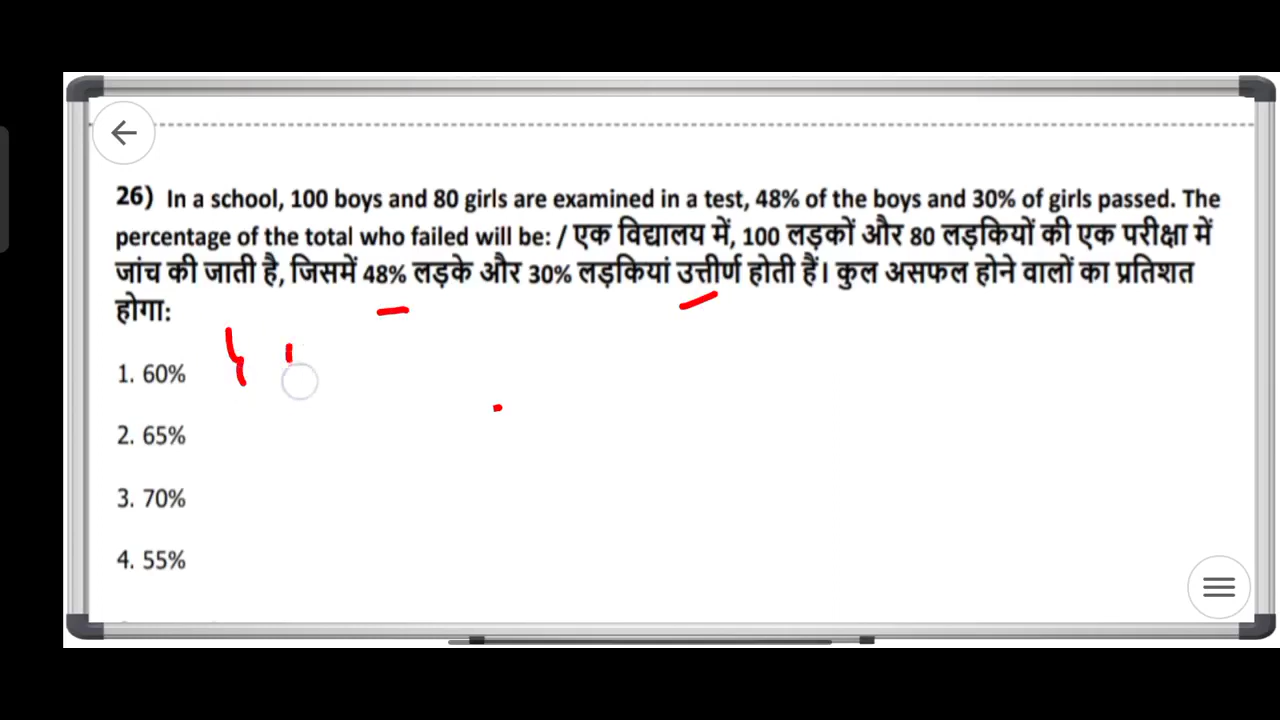 26) In a school, 100 boys and 80 girls are examined in a test, 48% of the boys and 30% of girls passed. The
percentage of the total who failed will be: / एक विद्यालय में, 100 लड़कों और 80 लड़कियों की एक परीक्षा में
जांच की जाती है, जिसमें 48% लड़के और 30% लड़कियां उत्तीर्ण होती हैं। कुल असफल होने वालों का प्रतिशत
होगा:
1. 60%
2. 65%
3. 70%
4. 55%